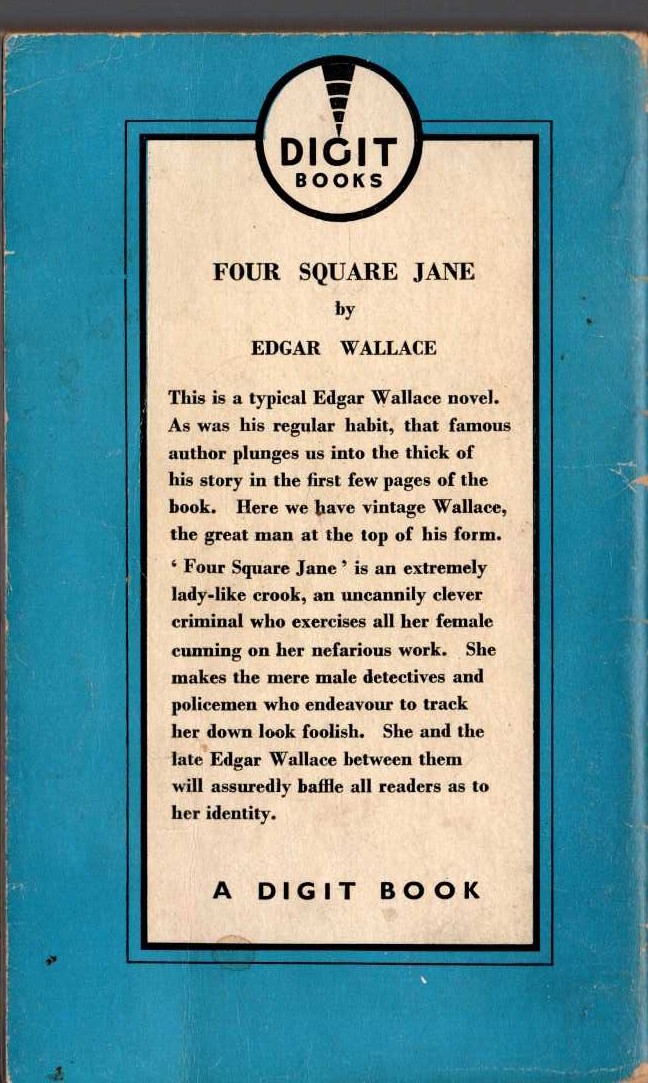 DIGIT
BOOKS
FOUR SQUARE JANE
by
EDGAR WALLACE
This is a typical Edgar Wallace novel.
As was his regular habit, that famous
author plunges us into the thick of
his story in the first few pages of the
book. Here we have vintage Wallace,
the great man at the top of his form.
‘ Four Square Jane ’ is an extremely
lady-like crook, an uncannily clever
criminal who exercises all her female
cunning on her nefarious work. She
makes the mere male detectives and
policemen who endeavour to track
her down look foolish. She and the
late Edgar Wallace between them
will assuredly baffle all readers as to
her identity.
A DIGIT BOOK